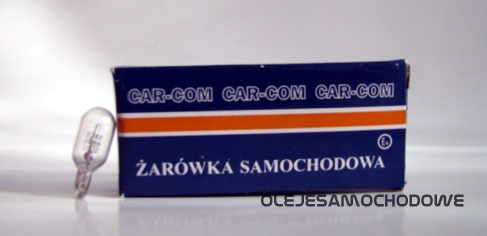 CAR-COM CAR-COM CAR-COM
ŻARÓWKA SAMOCHODOWA
OLEJESAMOCHODOWE